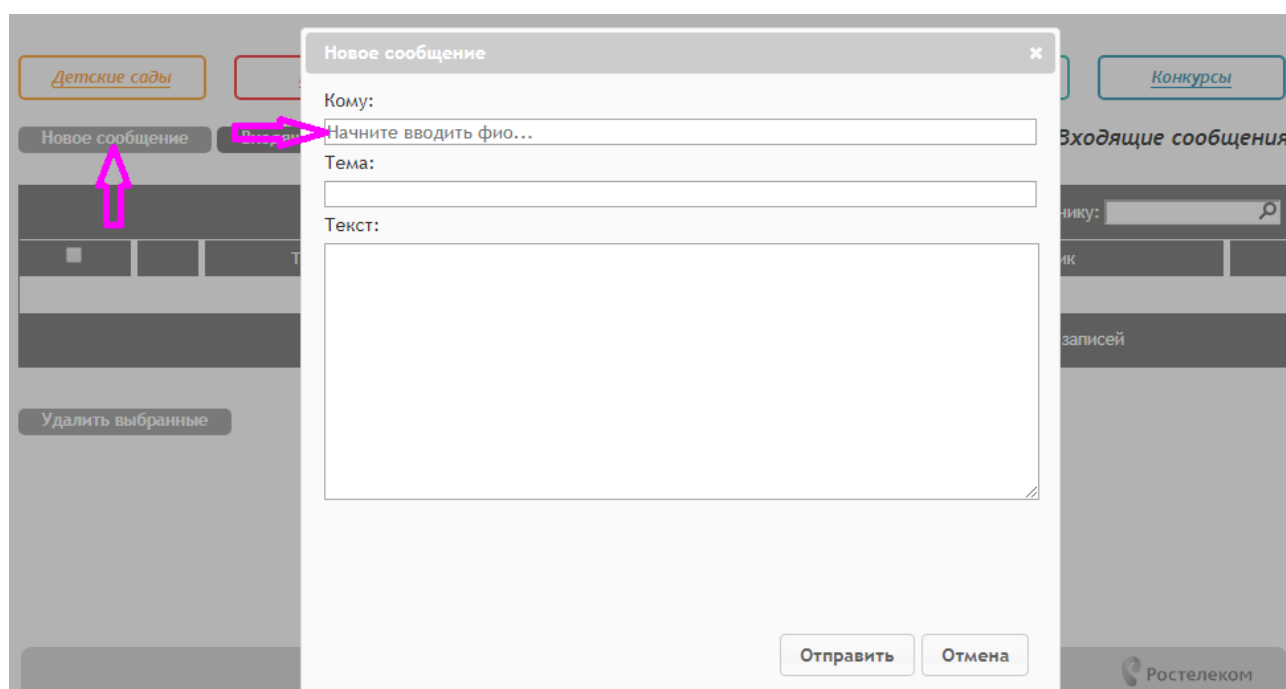 Новое сообщение
Детские сады
Конкурсы
Кому:
Новое сообщение
Начните вводить фио...
Входящие сообщения
Тема:
нику:
Текст:
Т
ик
записей
Удалить выбранные
Отправить
Отмена
Ростелеком